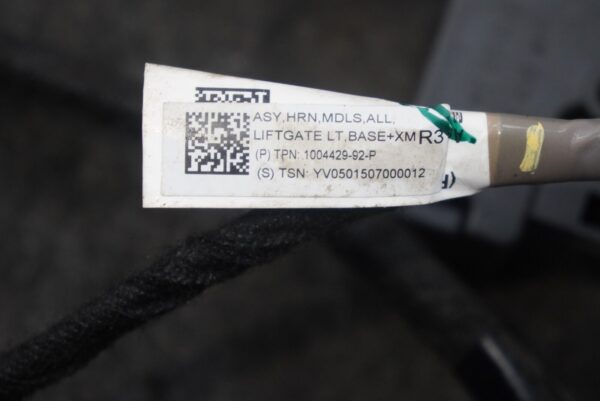 ASY,HRN,MDLS,ALL,
LIFTGATE LT,BASE+XM R3
(P) TPN: 1004429-92-P
(S) TSN: YV0501507000012